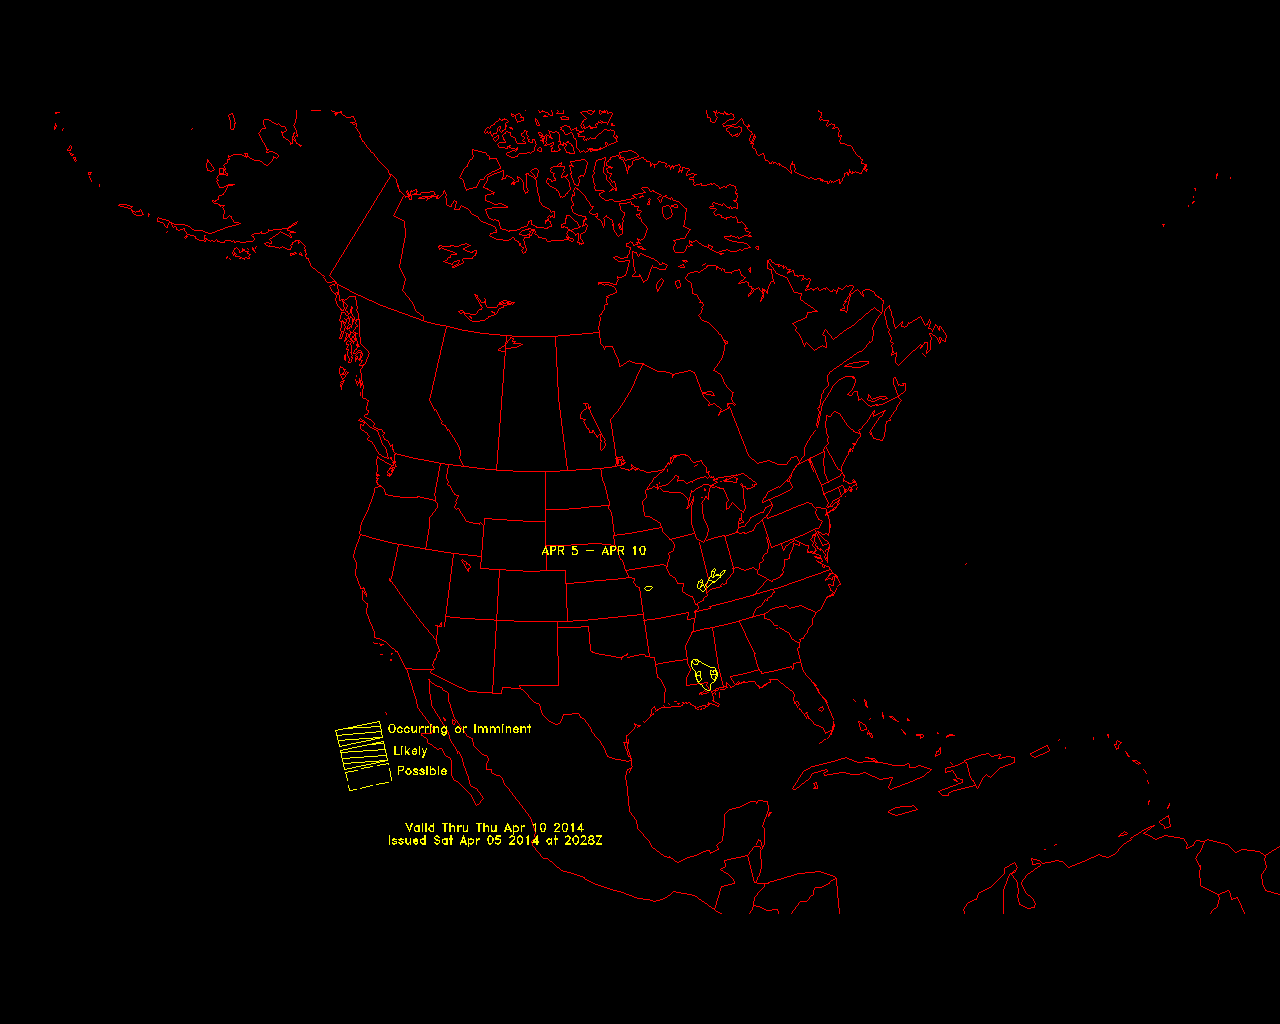 APR 5 - APR 10
Occurring or Imminent
Likely
Possible
Valid Thru Thu Apr 10 2014
Issued Sat Apr 05 2014 at 2028Z